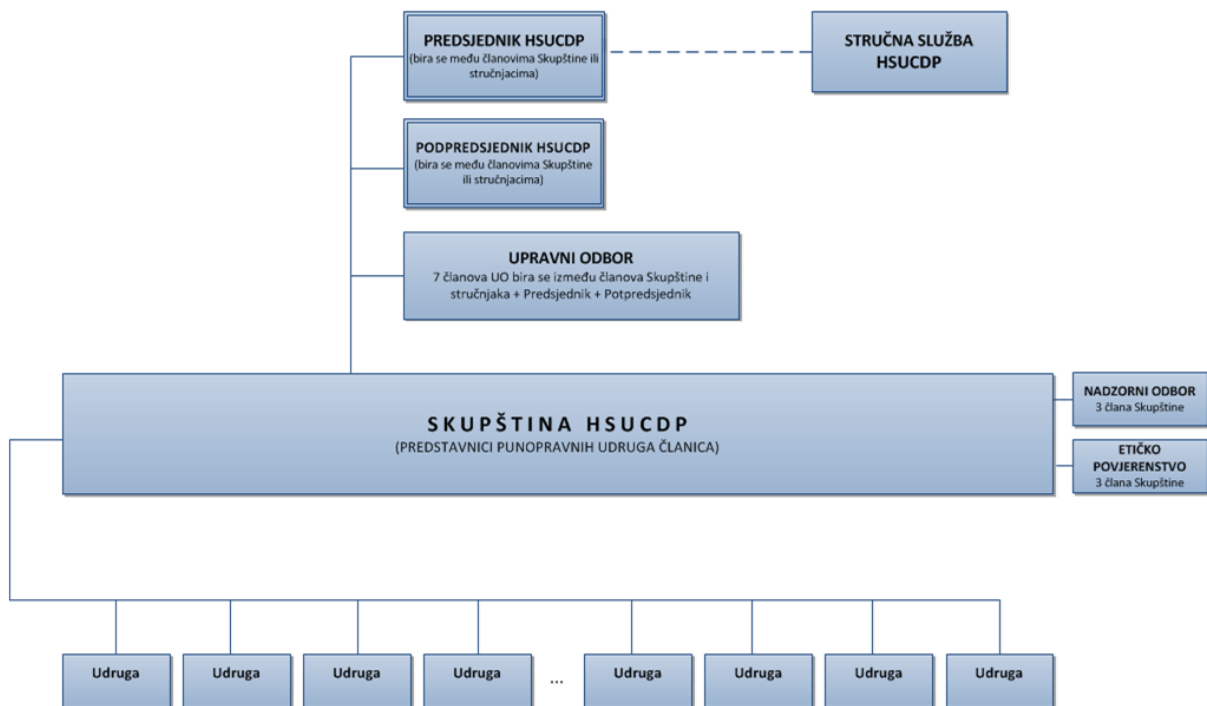 PREDSJEDNIK HSUCDP
(bira se među članovima Skupštine ili
stručnjacima)
STRUČNA SLUŽBA
HSUCDP
PODPREDSJEDNIK HSUCDP
(bira se među članovima Skupštine
ili stručnjacima)
UPRAVNI ODBOR
7 članova UO bira se između članova Skupštine i
stručnjaka + Predsjednik + Potpredsjednik
SKUPŠTINA HSUCDP
(PREDSTAVNICI PUNOPRAVNIH UDRUGA ČLANICA)
NADZORNI ODBOR
3 člana Skupštine
ETIČKO
POVJERENSTVO
3 člana Skupštine
Udruga Udruga Udruga Udruga ... Udruga Udruga Udruga Udruga